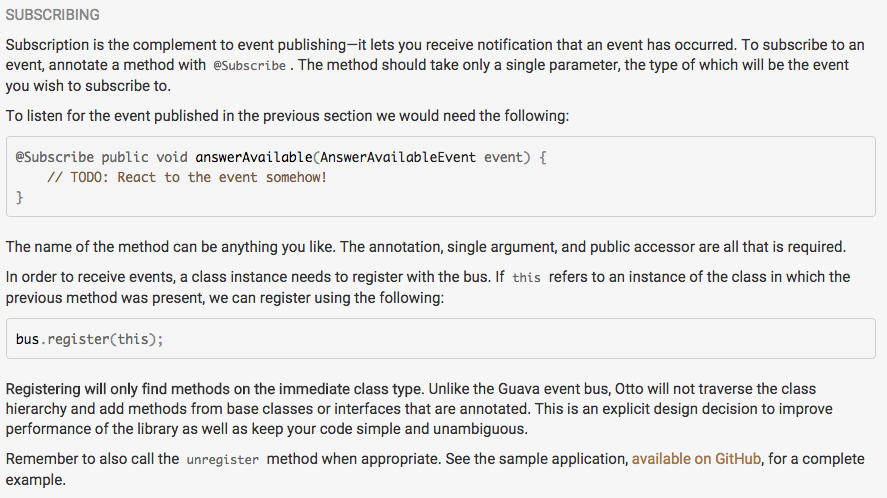 SUBSCRIBING
Subscription is the complement to event publishing—it lets you receive notification that an event has occurred. To subscribe to an
event, annotate a method with @Subscribe . The method should take only a single parameter, the type of which will be the event
you wish to subscribe to.
To listen for the event published in the previous section we would need the following:
@Subscribe public void answerAvailable(AnswerAvailableEvent event) {
    // TODO: React to the event somehow!
}
The name of the method can be anything you like. The annotation, single argument, and public accessor are all that is required.
In order to receive events, a class instance needs to register with the bus. If this refers to an instance of the class in which the
previous method was present, we can register using the following:
bus.register(this);
Registering will only find methods on the immediate class type. Unlike the Guava event bus, Otto will not traverse the class
hierarchy and add methods from base classes or interfaces that are annotated. This is an explicit design decision to improve
performance of the library as well as keep your code simple and unambiguous.
Remember to also call the unregister method when appropriate. See the sample application, available on GitHub, for a complete
example.